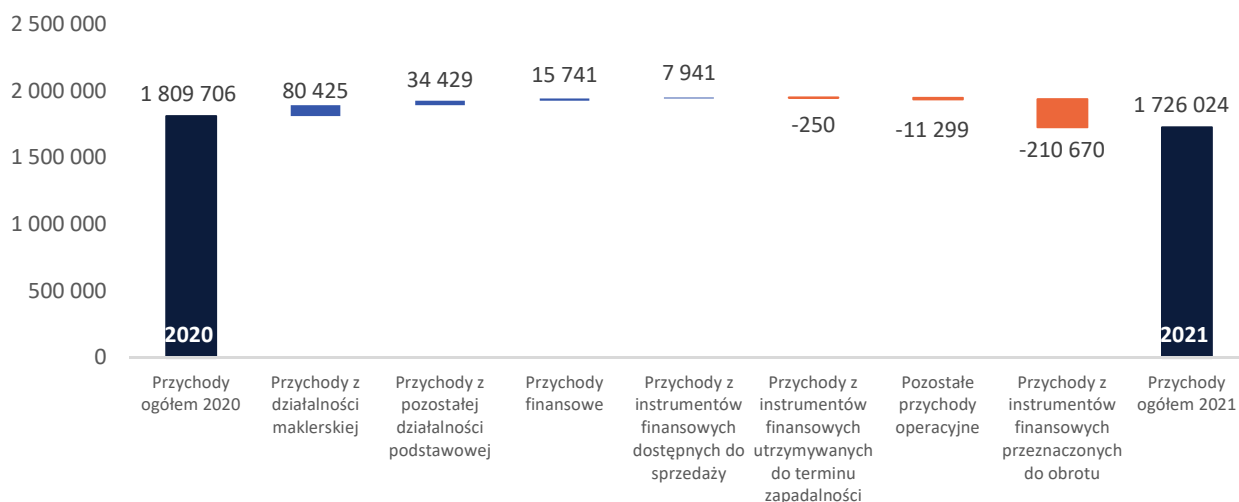 2 500 000
2 000 000
1 500 000
1 000 000
500 000
0
1 809 706
80 425
34 429
15 741
7 941
-250
-11 299
-210 670
1 726 024
2020
2021
Przychody
ogółem 2020
Przychody z
działalności
maklerskiej
Przychody z
pozostałej
działalności
podstawowej
Przychody
finansowe
Przychody z
instrumentów
finansowych
dostępnych do
sprzedaży
Przychody z
instrumentów
finansowych
utrzymywanych
do terminu
zapadalności
Pozostałe
przychody
operacyjne
Przychody z
instrumentów
finansowych
przeznaczonych
do obrotu
Przychody
ogółem 2021